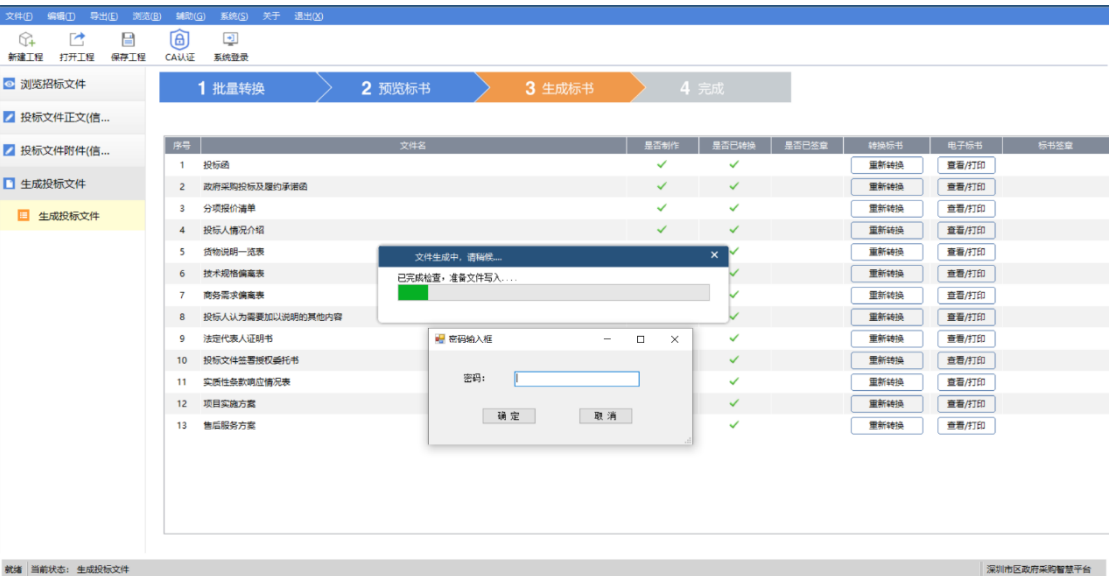 文件(F) 编辑(T) 导出(E) 浏览(B) 辅助(G) 系统(S) 关于 退出(X)
新建工程 打开工程 保存工程 CA认证 系统登录
浏览招标文件
投标文件正文(信...
投标文件附件(信...
生成投标文件
生成投标文件
1 批量转换 2 预览标书 3 生成标书 4 完成
序号 文件名 是否制作 是否已转换 是否已签章 转换标书 电子标书 标书签章
1 投标函 重新转换 查看/打印
2 政府采购投标及履约承诺函 重新转换 查看/打印
3 分项报价清单 重新转换 查看/打印
4 投标人情况介绍 重新转换 查看/打印
5 货物说明一览表 重新转换 查看/打印
6 技术规格偏离表 重新转换 查看/打印
7 商务需求偏离表 重新转换 查看/打印
8 投标人认为需要加以说明的其他内容 重新转换 查看/打印
9 法定代表人证明书 重新转换 查看/打印
10 投标文件签署授权委托书 重新转换 查看/打印
11 实质性条款响应情况表 重新转换 查看/打印
12 项目实施方案 重新转换 查看/打印
13 售后服务方案 重新转换 查看/打印
文件生成中，请稍候....
已完成检查，准备文件写入....
密码输入框
密码：
确定 取消
就绪 当前状态： 生成投标文件 深圳市区政府采购智慧平台